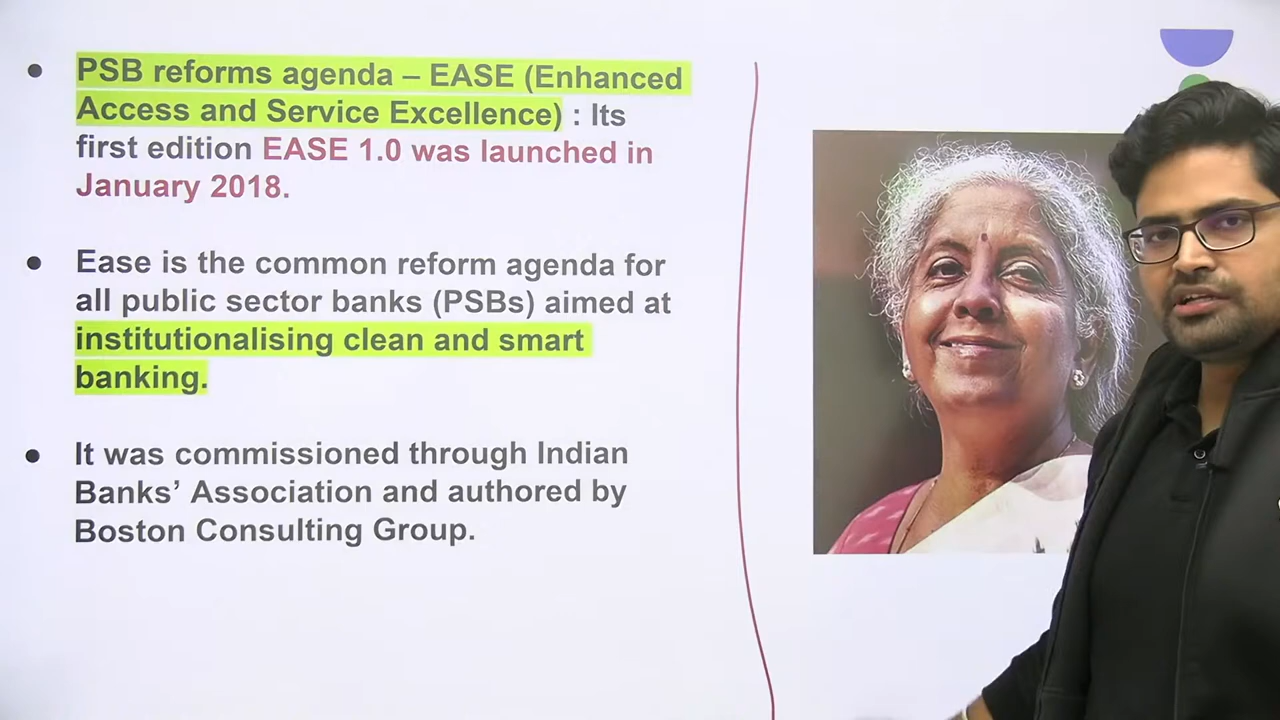 ● PSB reforms agenda – EASE (Enhanced
Access and Service Excellence) : Its
first edition EASE 1.0 was launched in
January 2018.
● Ease is the common reform agenda for
all public sector banks (PSBs) aimed at
institutionalising clean and smart
banking.
● It was commissioned through Indian
Banks’ Association and authored by
Boston Consulting Group.